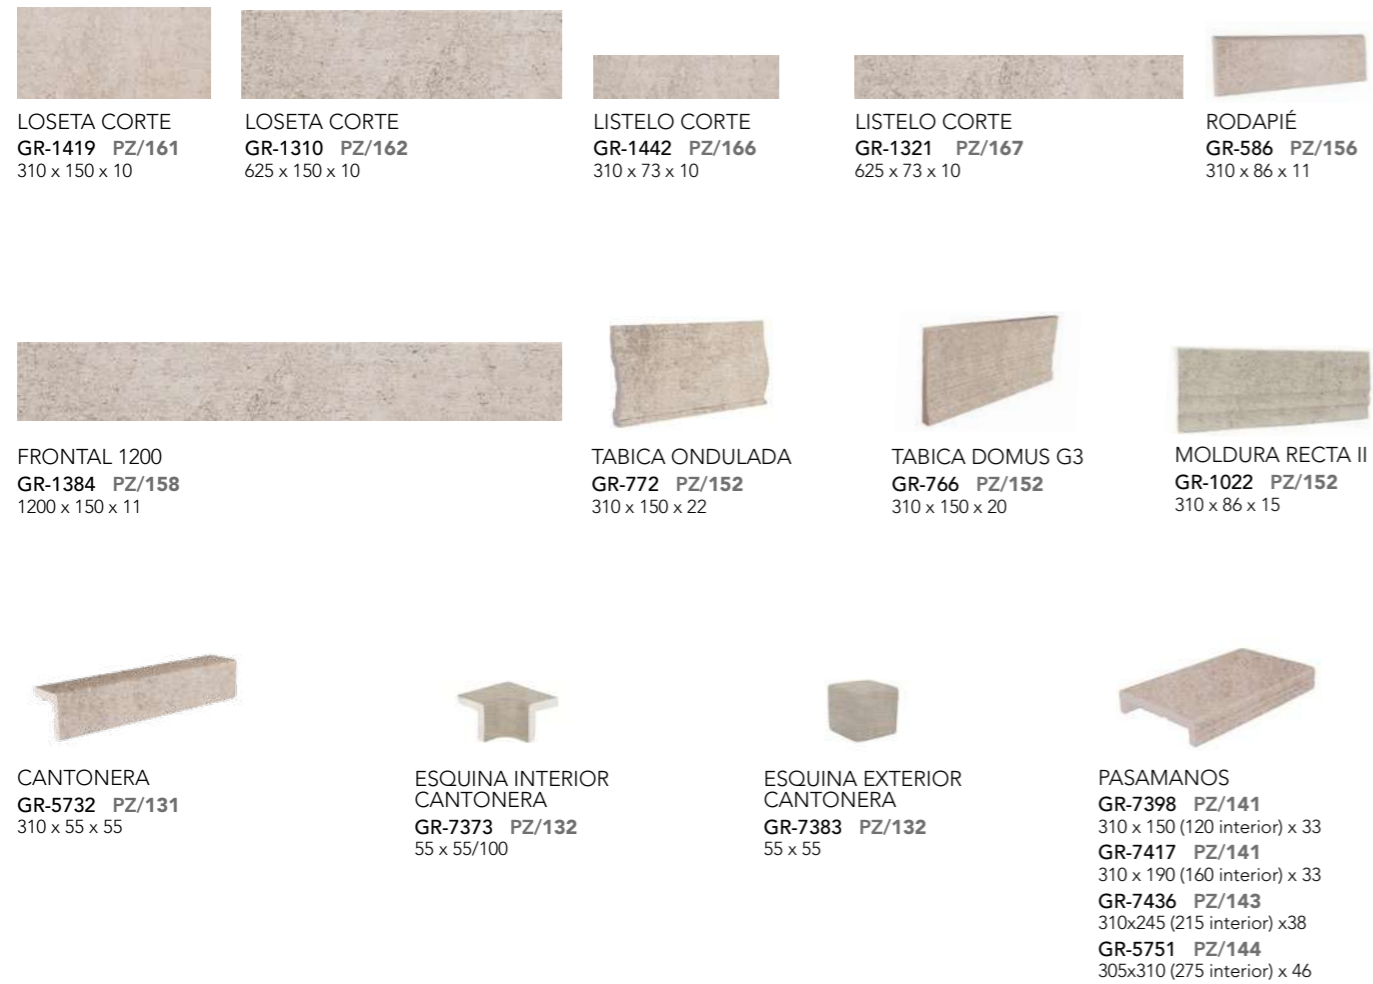 LOSETA CORTE
GR-1419 PZ/161
310 x 150 x 10
LOSETA CORTE
GR-1310 PZ/162
625 x 150 x 10
LISTELO CORTE
GR-1442 PZ/166
310 x 73 x 10
LISTELO CORTE
GR-1321 PZ/167
625 x 73 x 10
RODAPIÉ
GR-586 PZ/156
310 x 86 x 11
FRONTAL 1200
GR-1384 PZ/158
1200 x 150 x 11
TABICA ONDULADA
GR-772 PZ/152
310 x 150 x 22
TABICA DOMUS G3
GR-766 PZ/152
310 x 150 x 20
MOLDURA RECTA II
GR-1022 PZ/152
310 x 86 x 15
CANTONERA
GR-5732 PZ/131
310 x 55 x 55
ESQUINA INTERIOR
CANTONERA
GR-7373 PZ/132
55 x 55/100
ESQUINA EXTERIOR
CANTONERA
GR-7383 PZ/132
55 x 55
PASAMANOS
GR-7398 PZ/141
310 x 150 (120 interior) x 33
GR-7417 PZ/141
310 x 190 (160 interior) x 33
GR-7436 PZ/143
310x245 (215 interior) x38
GR-5751 PZ/144
305x310 (275 interior) x 46